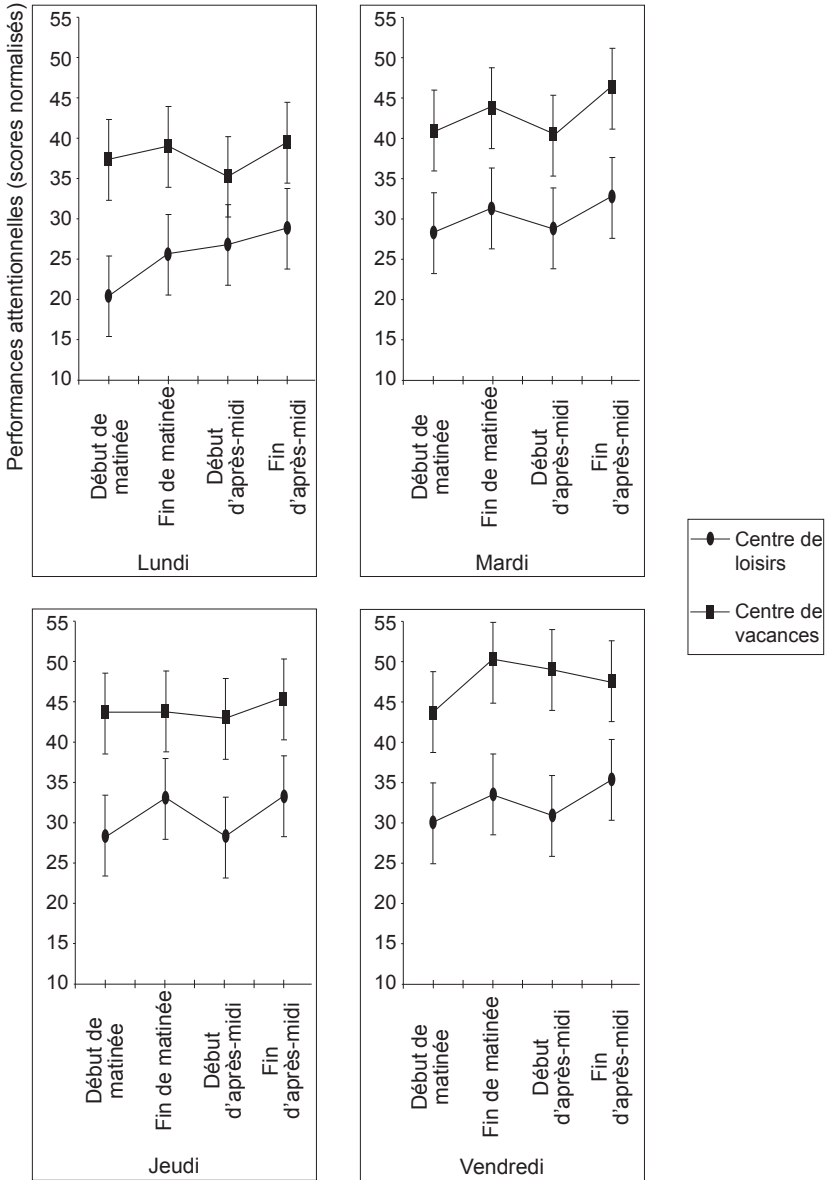 Performances attentionnelles (scores normalisés)
55
50
45
40
35
30
25
20
15
10
Début de
matinée
Fin de matinée
Début
d'après-midi
Fin
d'après-midi
Lundi
55
50
45
40
35
30
25
20
15
10
Début de
matinée
Fin de matinée
Début
d'après-midi
Fin
d'après-midi
Mardi
Centre de
loisirs
Centre de
vacances
55
50
45
40
35
30
25
20
15
10
Début de
matinée
Fin de matinée
Début
d'après-midi
Fin
d'après-midi
Jeudi
55
50
45
40
35
30
25
20
15
10
Début de
matinée
Fin de matinée
Début
d'après-midi
Fin
d'après-midi
Vendredi